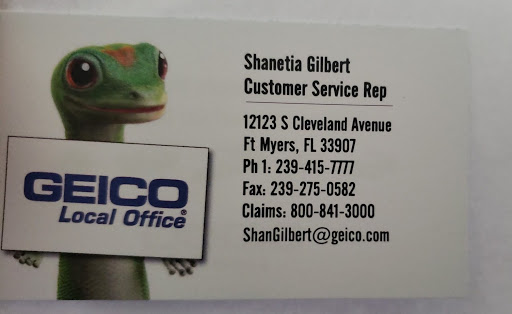 Shanetia Gilbert
Customer Service Rep
12123 S Cleveland Avenue
Ft Myers, FL 33907
Ph 1: 239-415-7777
Fax: 239-275-0582
Claims: 800-841-3000
ShanGilbert@geico.com
GEICO
Local Office®